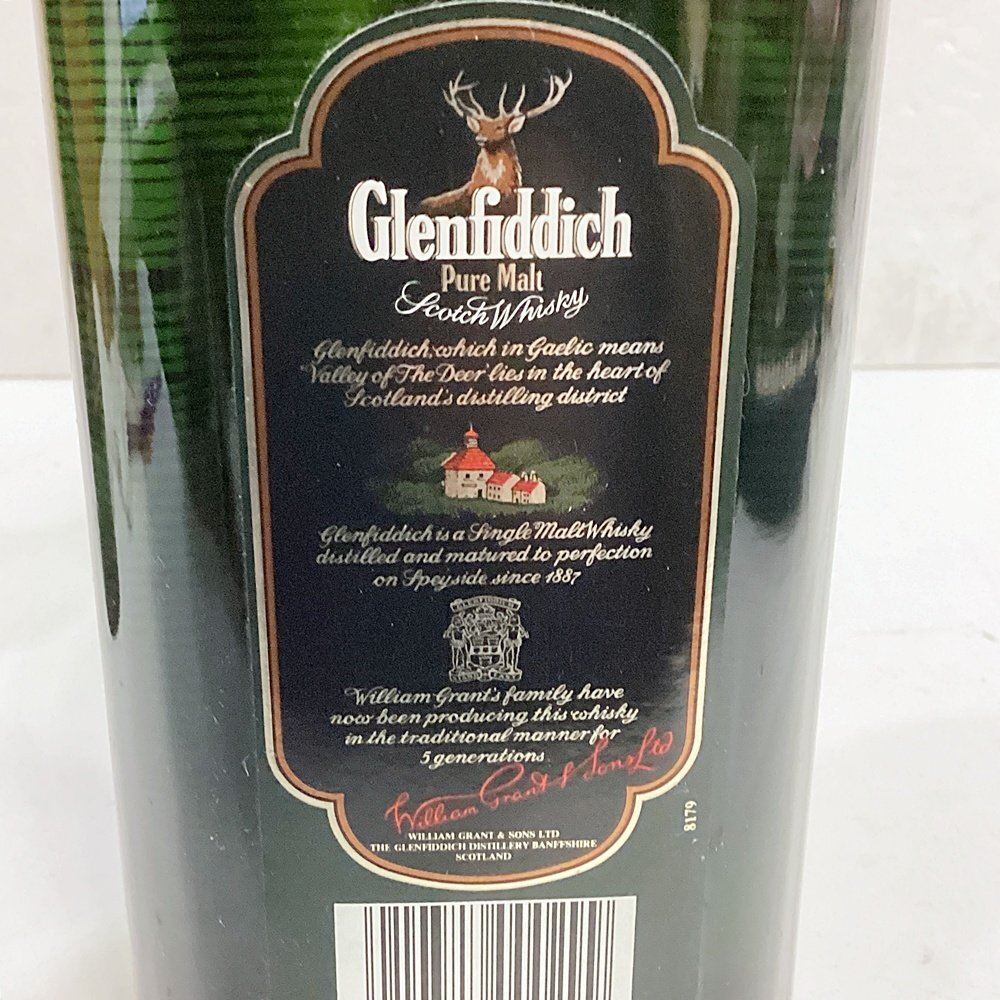 Glenfiddich
Pure Malt
Scotch Whisky
Glenfiddich, which in Gaelic means
'Valley of The Deer' lies in the heart of
Scotland's distilling district
Glenfiddich is a Single Malt Whisky
distilled and matured to perfection
on Speyside since 1887
GLENFIDDICH
William Grant's family have
now been producing this whisky
in the traditional manner for
5 generations.
William Grant & Sons Ltd
WILLIAM GRANT & SONS LTD
THE GLENFIDDICH DISTILLERY BANFFSHIRE
SCOTLAND
8179